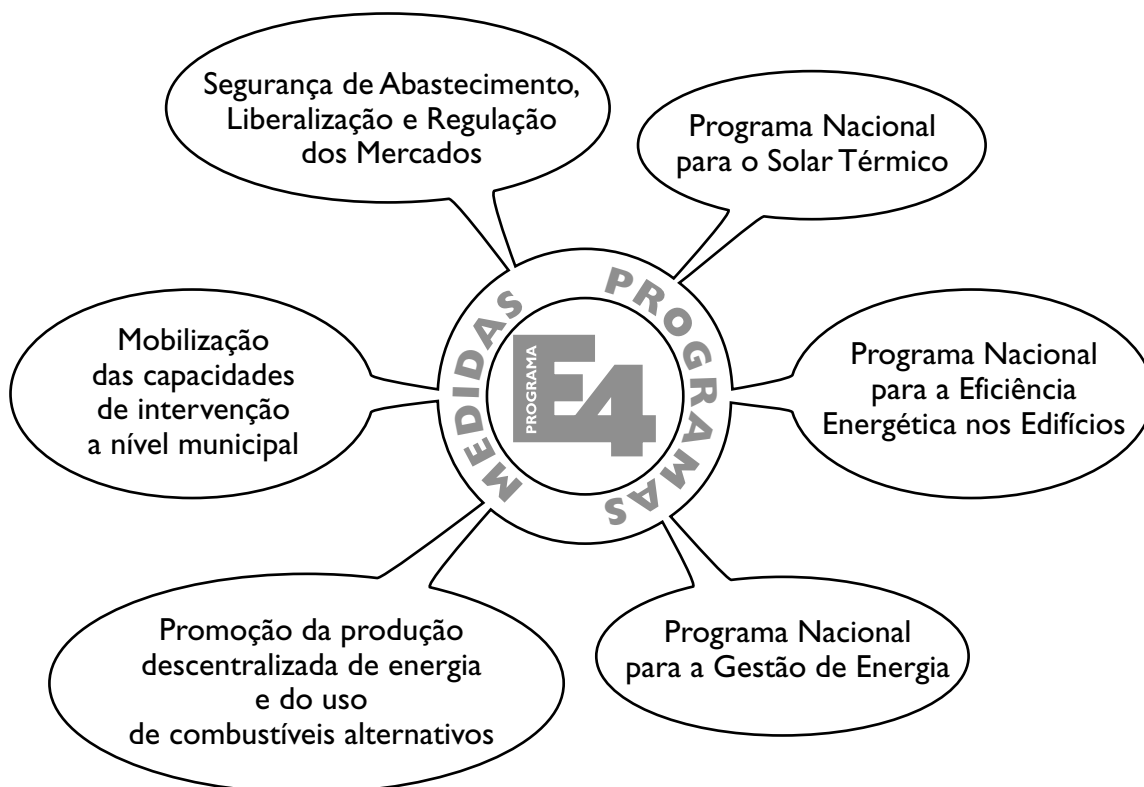 Segurança de Abastecimento,
Liberalização e Regulação
dos Mercados
Programa Nacional
para o Solar Térmico
Mobilização
das capacidades
de intervenção
a nível municipal
MEDIDAS
PROGRAMAS
PROGRAMA
E4
Programa Nacional
para a Eficiência
Energética nos Edifícios
Promoção da produção
descentralizada de energia
e do uso
de combustíveis alternativos
Programa Nacional
para a Gestão de Energia